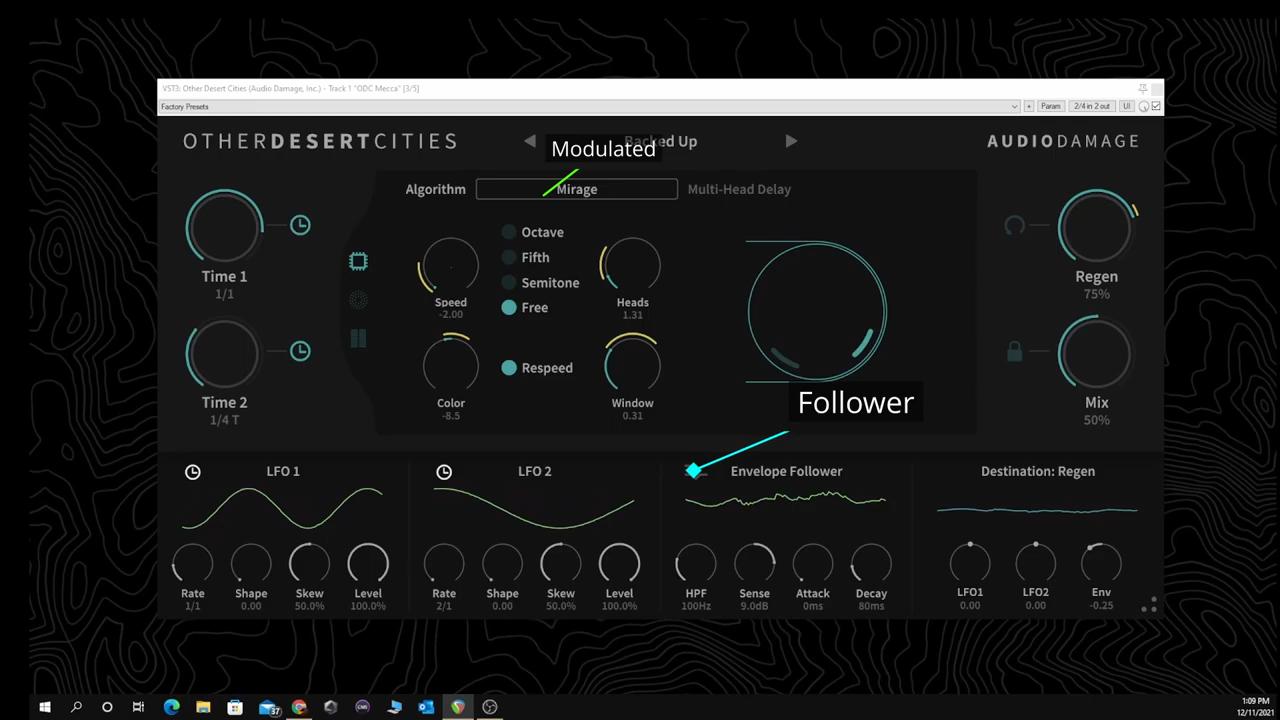 VST3: Other Desert Cities (Audio Damage, Inc.) - Track 1 "ODC Mecca" [3/5]
Factory Presets
+
Param
2/4 in 2 out
UI
OTHERDESERTCITIES
Backed Up
AUDIODAMAGE
Modulated
Algorithm
Mirage
Multi-Head Delay
Octave
Fifth
Semitone
Free
Respeed
Speed
-2.00
Heads
1.31
Color
-8.5
Window
0.31
Time 1
1/1
Time 2
1/4 T
Regen
75%
Mix
50%
Follower
LFO 1
LFO 2
Envelope Follower
Destination: Regen
Rate
1/1
Shape
0.00
Skew
50.0%
Level
100.0%
Rate
2/1
Shape
0.00
Skew
50.0%
Level
100.0%
HPF
100Hz
Sense
9.0dB
Attack
0ms
Decay
80ms
LFO1
0.00
LFO2
0.00
Env
-0.25
37
CMS
1:09 PM
12/11/2021